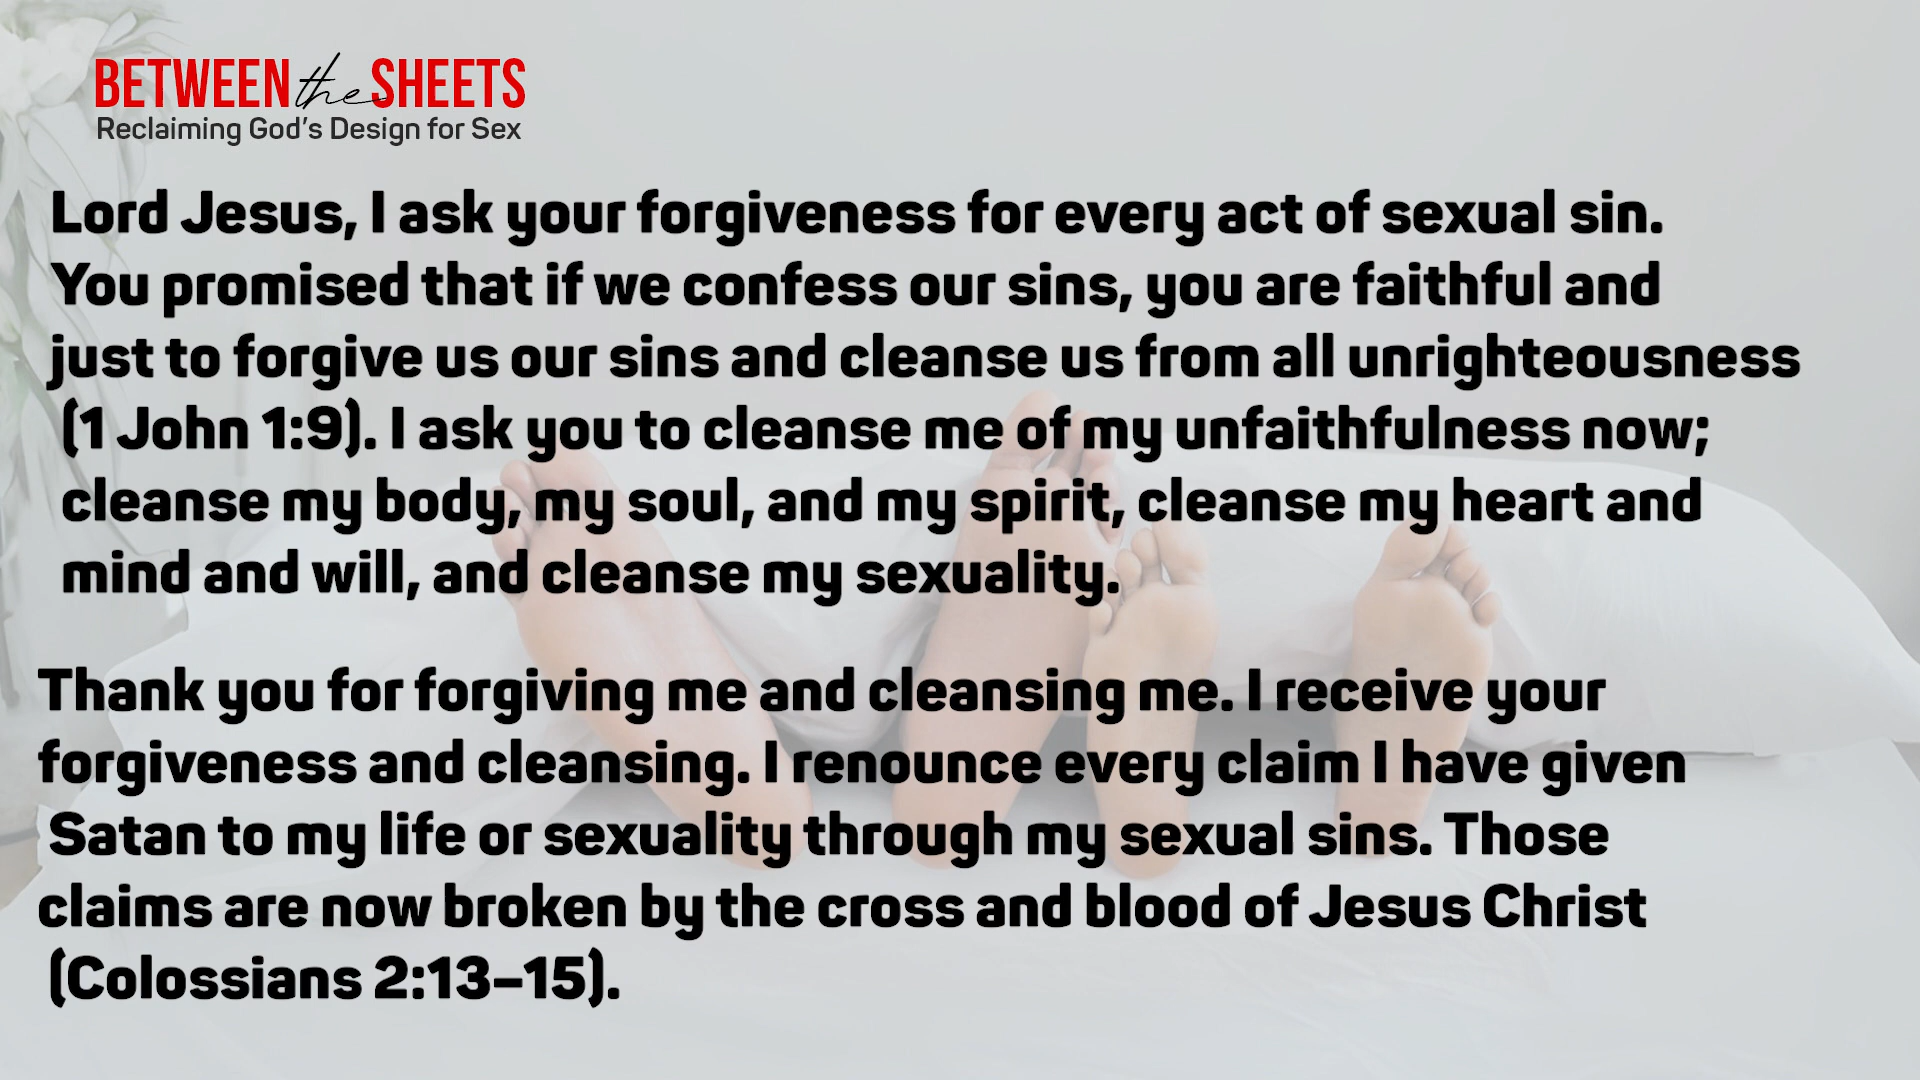 BETWEEN the SHEETS
Reclaiming God's Design for Sex
Lord Jesus, I ask your forgiveness for every act of sexual sin.
You promised that if we confess our sins, you are faithful and
just to forgive us our sins and cleanse us from all unrighteousness
(1 John 1:9). I ask you to cleanse me of my unfaithfulness now;
cleanse my body, my soul, and my spirit, cleanse my heart and
mind and will, and cleanse my sexuality.
Thank you for forgiving me and cleansing me. I receive your
forgiveness and cleansing. I renounce every claim I have given
Satan to my life or sexuality through my sexual sins. Those
claims are now broken by the cross and blood of Jesus Christ
(Colossians 2:13–15).